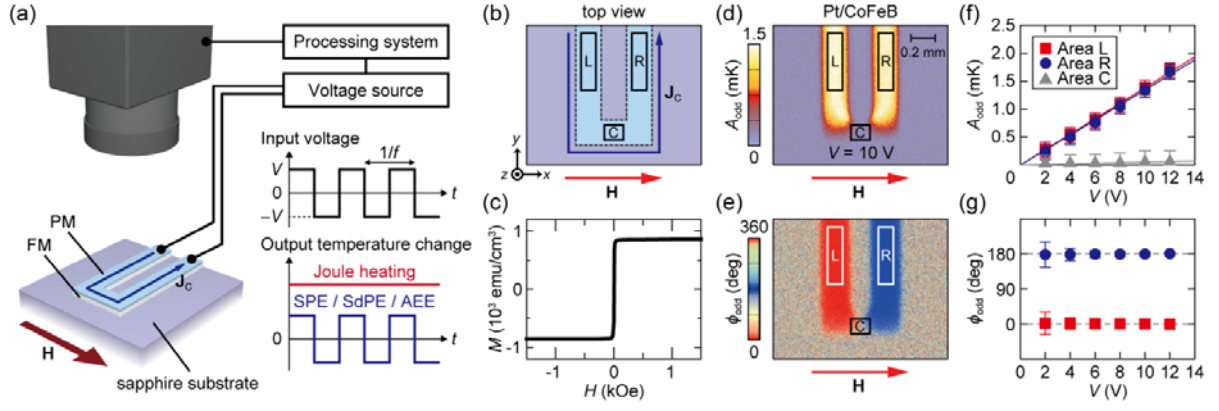 (a)
Processing system
Voltage source
Input voltage
1/f
V
0
−V
t
PM
FM
J_C
H
sapphire substrate
Output temperature change
Joule heating
SPE / SdPE / AEE
0
t
(b)
top view
L
R
J_C
C
y
z
x
H
(c)
M (10³ emu/cm³)
1
0
-1
-1
0
1
H (kOe)
(d)
Pt/CoFeB
1.5
0
A_odd (mK)
0.2 mm
L
R
C
V = 10 V
H
(e)
360
0
ϕ_odd (deg)
L
R
C
H
(f)
Area L
Area R
Area C
A_odd (mK)
2.5
2.0
1.5
1.0
0.5
0 2 4 6 8 10 12 14
V (V)
(g)
ϕ_odd (deg)
270
180
90
0
0 2 4 6 8 10 12 14
V (V)